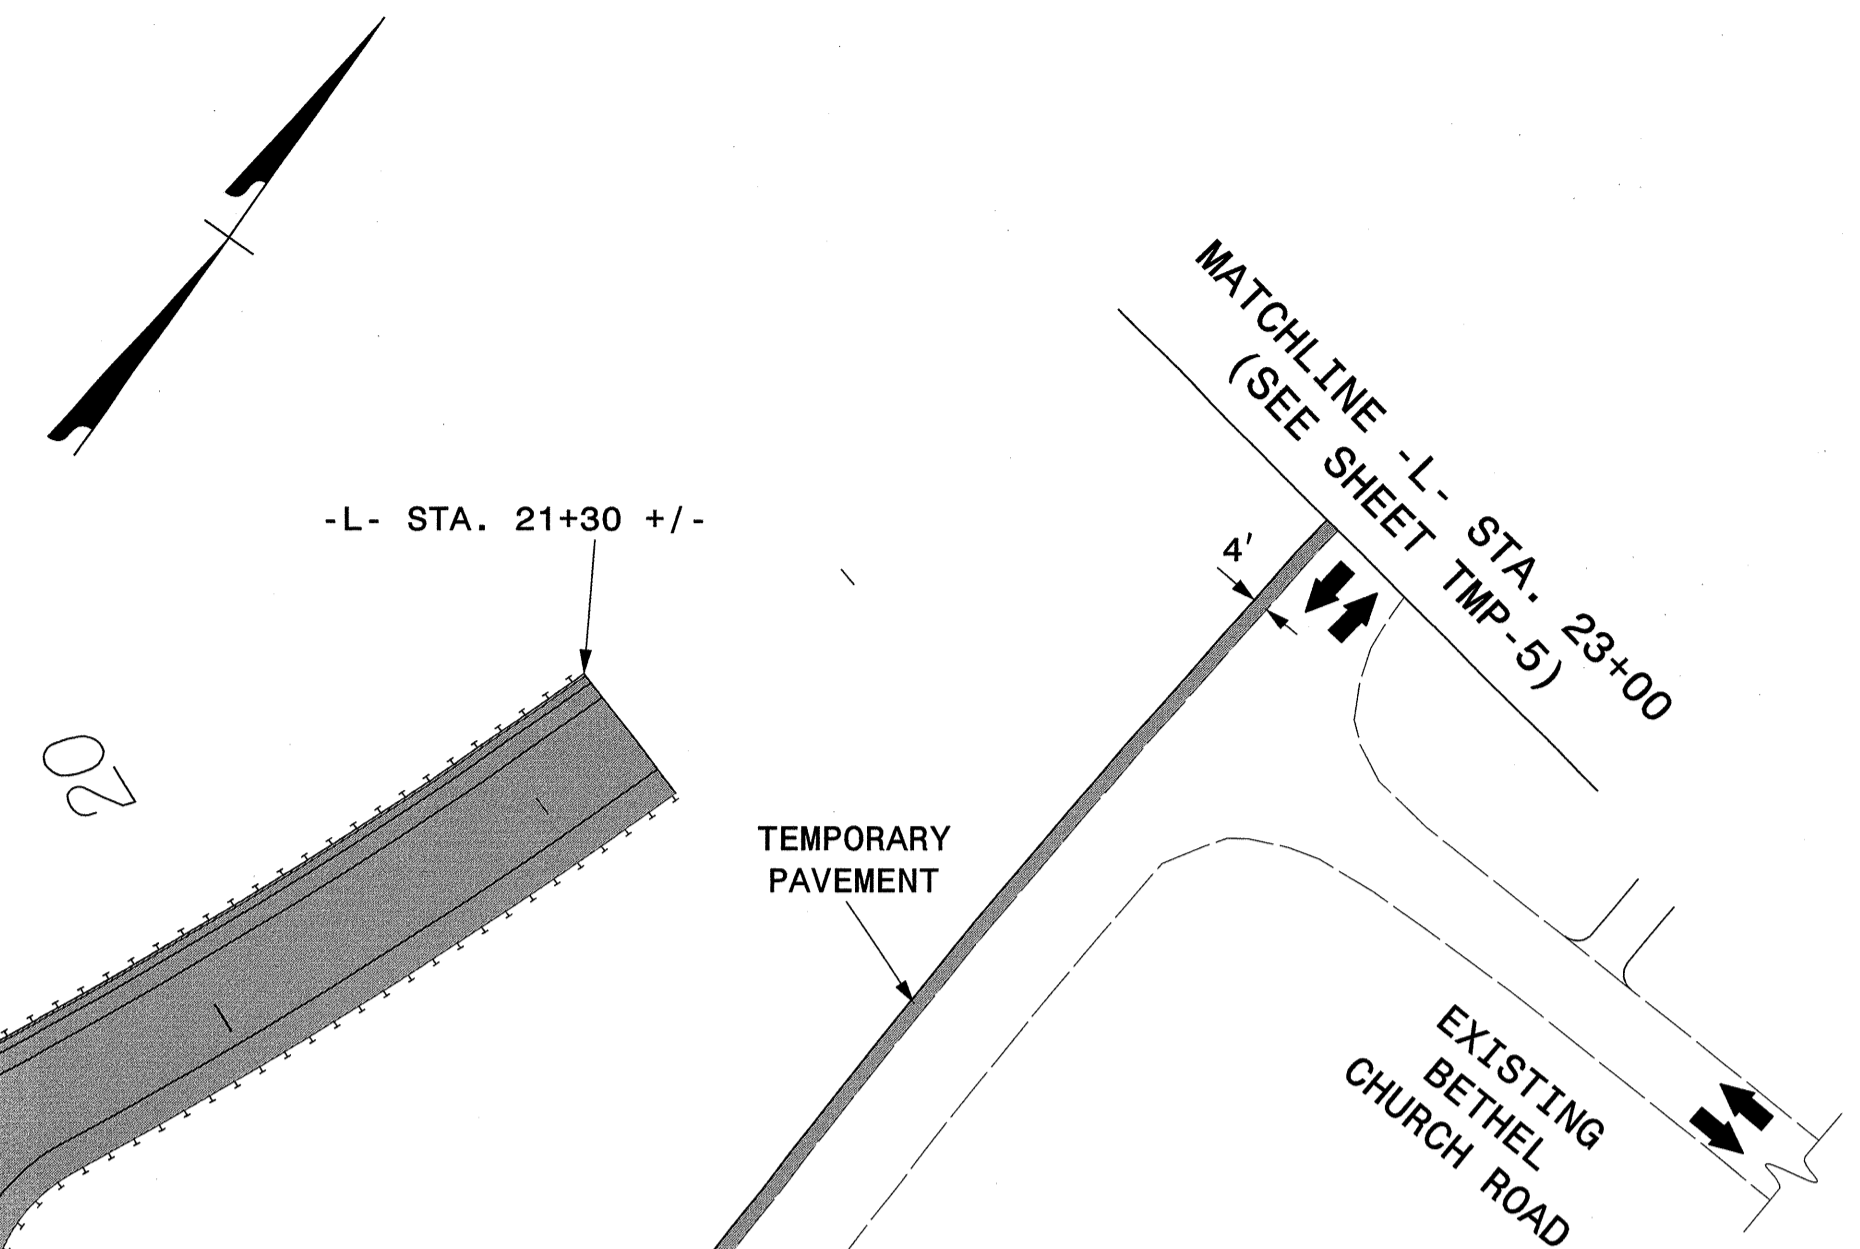 MATCHLINE -L- STA. 23+00
(SEE SHEET TMP-5)
-L- STA. 21+30 +/-
4'
20
TEMPORARY
PAVEMENT
EXISTING
BETHEL
CHURCH ROAD